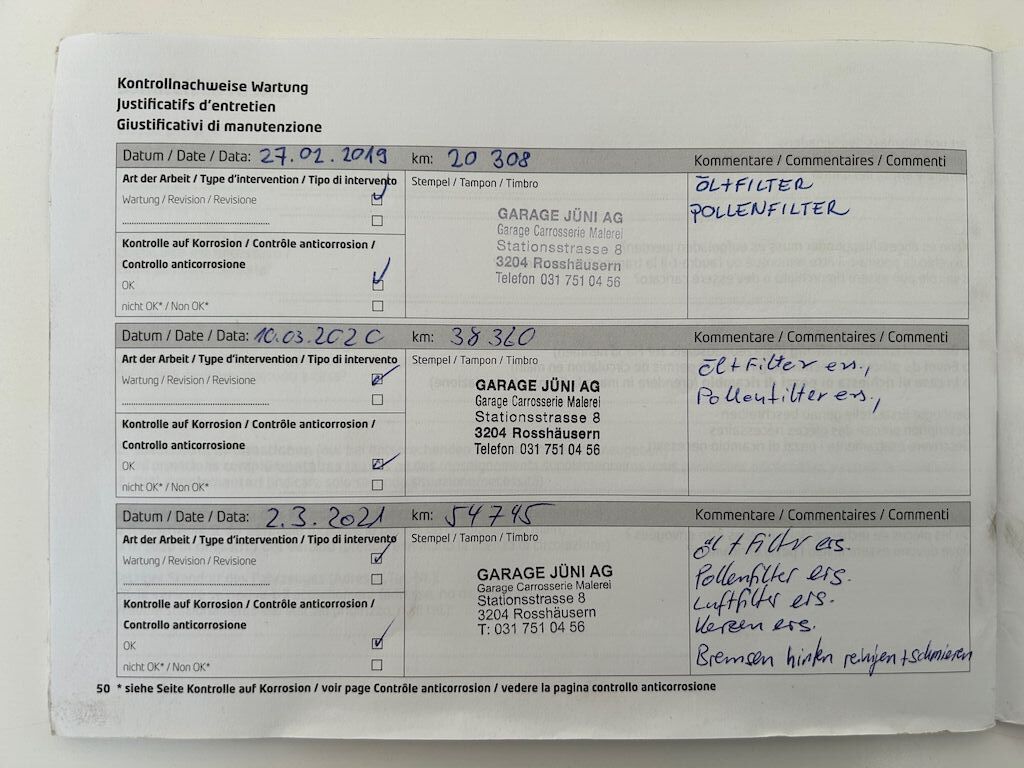 Kontrollnachweise Wartung
Justificatifs d'entretien
Giustificativi di manutenzione
Datum / Date / Data: 27.02.2019 km: 20 308 Kommentare / Commentaires / Commenti
Art der Arbeit / Type d'intervention / Tipo di intervento
Wartung / Revision / Revisione
Kontrolle auf Korrosion / Contrôle anticorrosion /
Controllo anticorrosione
OK
nicht OK* / Non OK*
Stempel / Tampon / Timbro
GARAGE JÜNI AG
Garage Carrosserie Malerei
Stationsstrasse 8
3204 Rosshäusern
Telefon 031 751 04 56
ÖL+FILTER
POLLENFILTER
Datum / Date / Data: 10.03.2020 km: 38 320 Kommentare / Commentaires / Commenti
Art der Arbeit / Type d'intervention / Tipo di intervento
Wartung / Revision / Revisione
Kontrolle auf Korrosion / Contrôle anticorrosion /
Controllo anticorrosione
OK
nicht OK* / Non OK*
Stempel / Tampon / Timbro
GARAGE JÜNI AG
Garage Carrosserie Malerei
Stationsstrasse 8
3204 Rosshäusern
Telefon 031 751 04 56
Öl+Filter ers.,
Pollenfilter ers.,
Datum / Date / Data: 2.3.2021 km: 54745 Kommentare / Commentaires / Commenti
Art der Arbeit / Type d'intervention / Tipo di intervento
Wartung / Revision / Revisione
Kontrolle auf Korrosion / Contrôle anticorrosion /
Controllo anticorrosione
OK
nicht OK* / Non OK*
Stempel / Tampon / Timbro
GARAGE JÜNI AG
Garage Carrosserie Malerei
Stationsstrasse 8
3204 Rosshäusern
T: 031 751 04 56
Öl+Filter ers.
Pollenfilter ers.
Luftfilter ers.
Kerzen ers.
Bremsen hinten reinigen+schmieren
50 * siehe Seite Kontrolle auf Korrosion / voir page Contrôle anticorrosion / vedere la pagina controllo anticorrosione